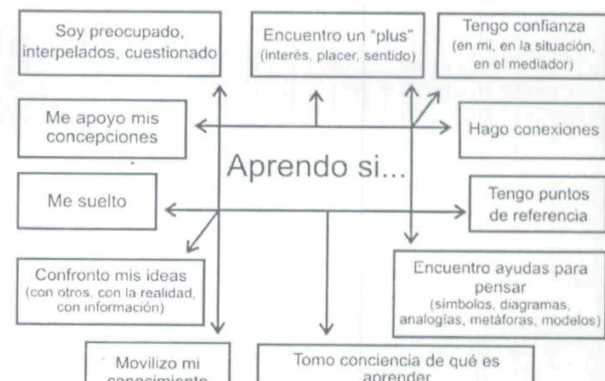 Soy preocupado,
interpelados, cuestionado
Encuentro un "plus"
(interés, placer, sentido)
Tengo confianza
(en mi, en la situación,
en el mediador)
Me apoyo mis
concepciones
Hago conexiones
Aprendo si...
Me suelto
Tengo puntos
de referencia
Confronto mis ideas
(con otros, con la realidad,
con información)
Encuentro ayudas para
pensar
(símbolos, diagramas,
analogías, metáforas, modelos)
Movilizo mi
conocimiento
Tomo conciencia de qué es
aprender